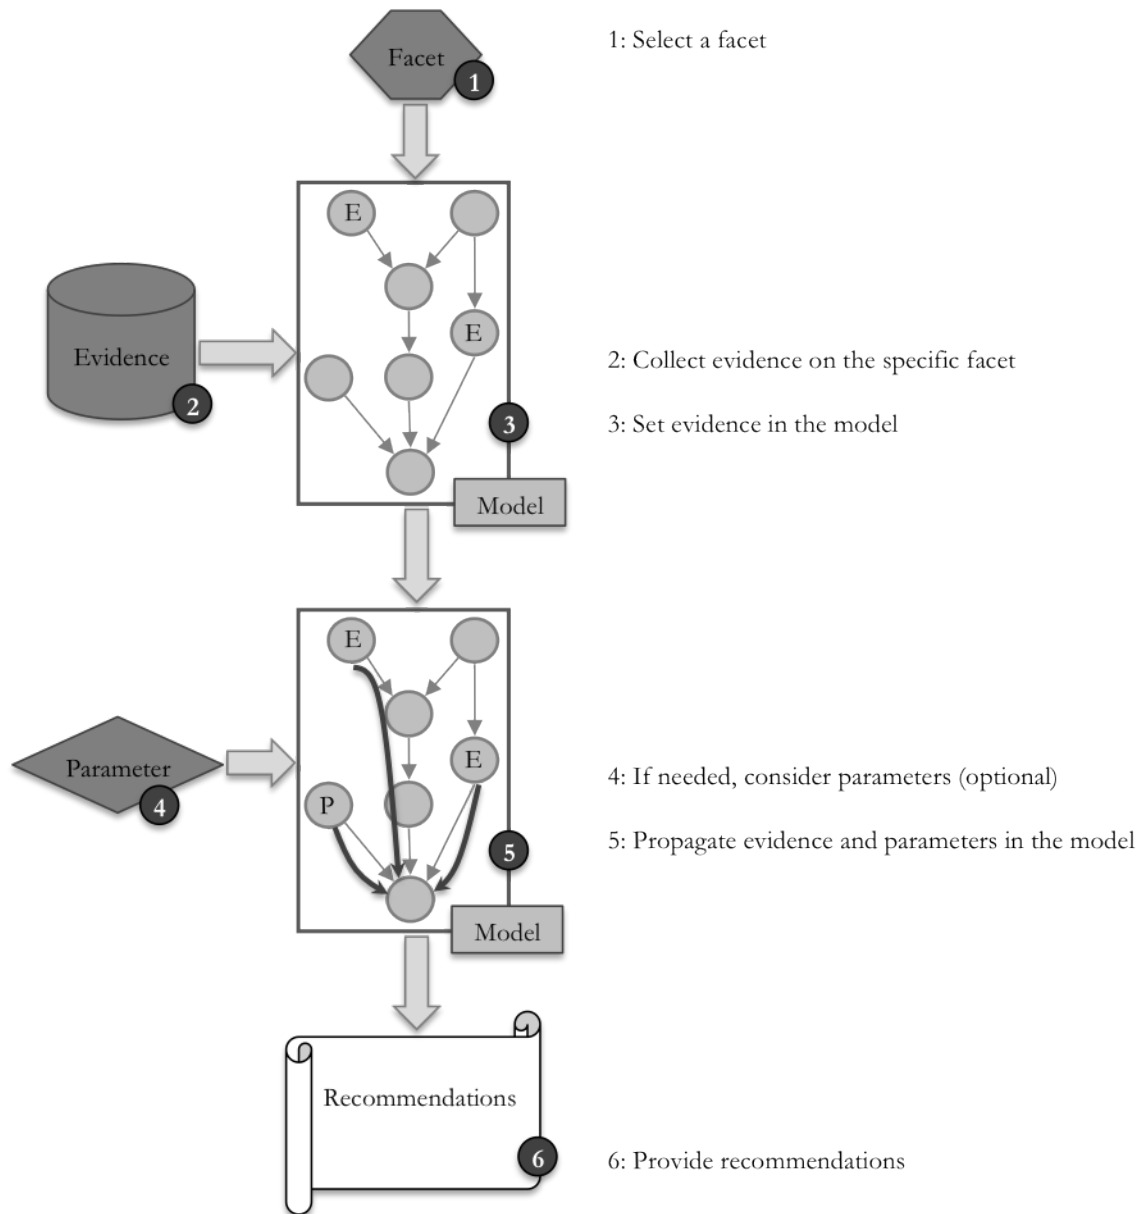 Facet
1
1: Select a facet
E
E
Evidence
2
2: Collect evidence on the specific facet
3
3: Set evidence in the model
Model
E
E
Parameter
4
P
4: If needed, consider parameters (optional)
5
5: Propagate evidence and parameters in the model
Model
Recommendations
6
6: Provide recommendations